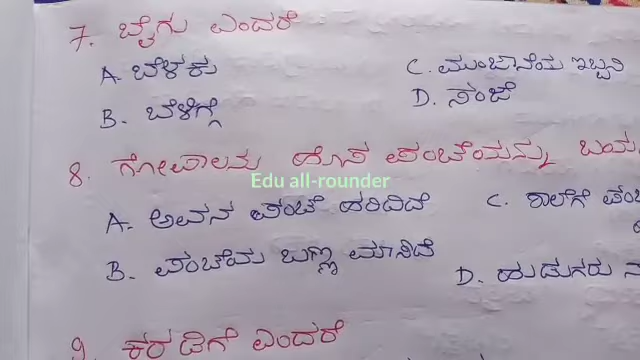 7. ಬೈಗು ಎಂದರೆ
A. ಬೆಳಕು
C. ಮುಂಜಾನೆಯ ಇಬ್ಬನಿ
B. ಬೆಳಿಗ್ಗೆ
D. ಸಂಜೆ
8. ಗೋಪಾಲನು ಹೊಸ ಪಂಚೆಯನ್ನು
Edu all-rounder
A. ಅವನ ಪಂಚೆ ಹರಿದಿದೆ
C. ಶಾಲೆಗೆ
B. ಪಂಚೆಯ ಬಣ್ಣ ಮಾಸಿದೆ
D. ಹುಡುಗರು
9. ಕರಡಿಗೆ ಎಂದರೆ